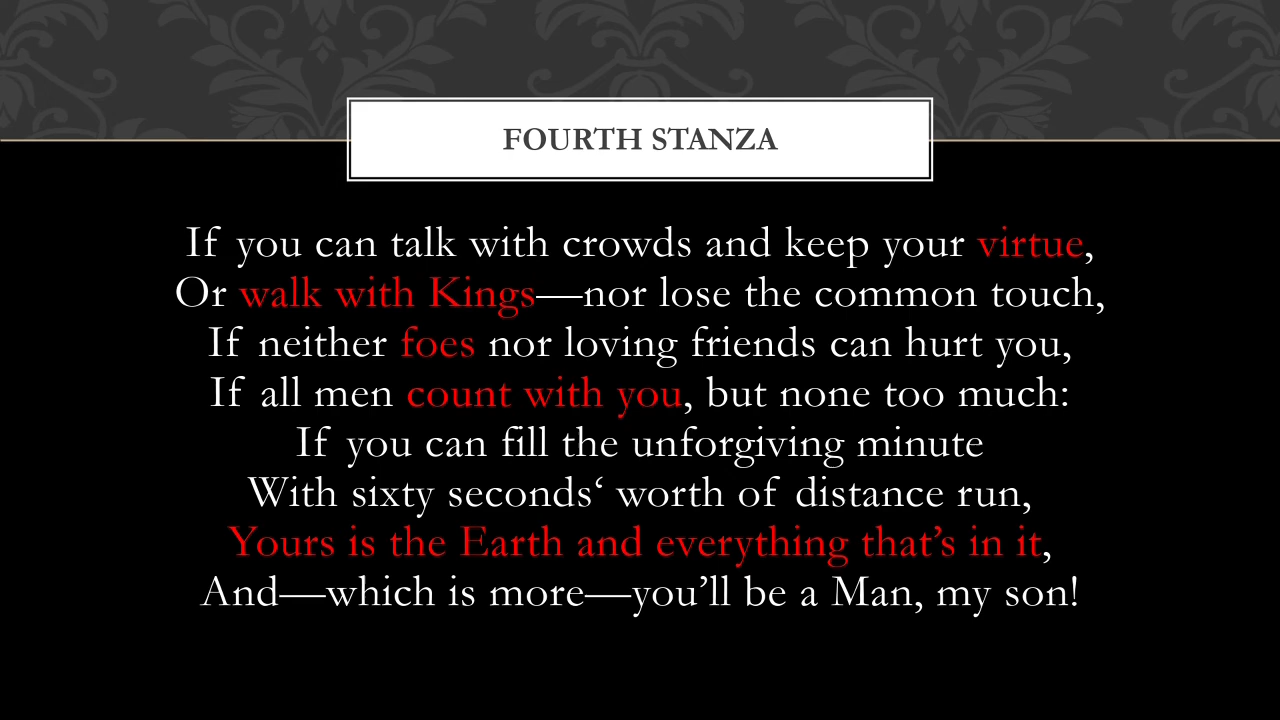 FOURTH STANZA
If you can talk with crowds and keep your virtue,
Or walk with Kings—nor lose the common touch,
If neither foes nor loving friends can hurt you,
If all men count with you, but none too much:
If you can fill the unforgiving minute
With sixty seconds‘ worth of distance run,
Yours is the Earth and everything that’s in it,
And—which is more—you’ll be a Man, my son!